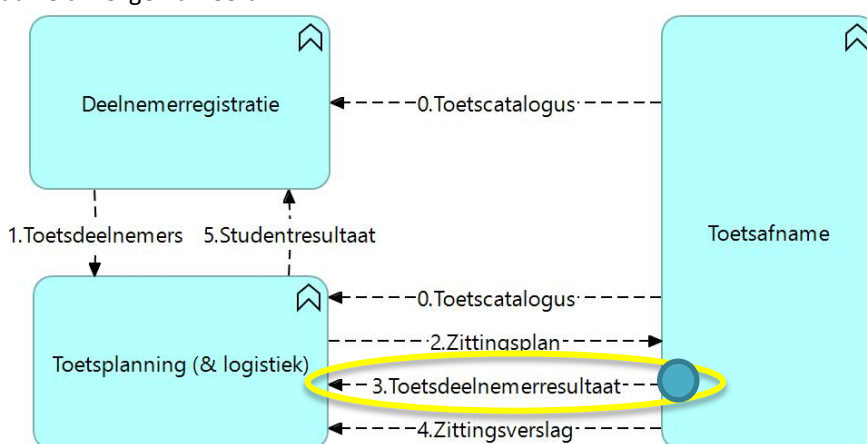 Deelnemerregistratie
0.Toetscatalogus
Toetsafname
1.Toetsdeelnemers
5.Studentresultaat
0.Toetscatalogus
Toetsplanning (& logistiek)
2.Zittingsplan
3.Toetsdeelnemerresultaat
4.Zittingsverslag